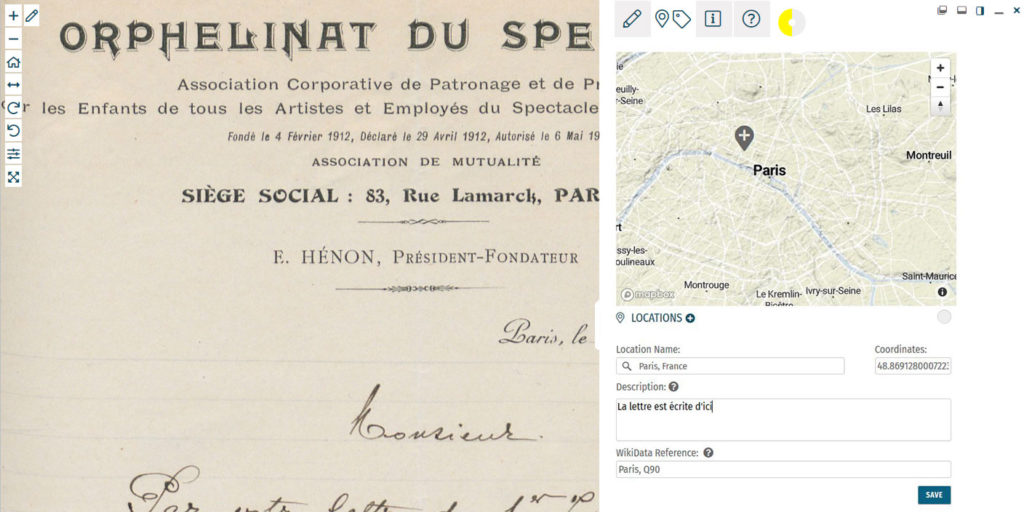 ORPHELINAT DU SPE
Association Corporative de Patronage et de Pr
les Enfants de tous les Artistes et Employés du Spectacle
Fondé le 4 Février 1912, Déclaré le 29 Avril 1912, Autorisé le 6 Mai 19
ASSOCIATION DE MUTUALITÉ
SIÈGE SOCIAL : 83, Rue Lamarck, PAR
E. HÉNON, PRÉSIDENT-FONDATEUR
Paris, le
Monsieur.
Par votre lettre du 1er
euilly-
r-Seine
Les Lilas
Montreuil
Paris
rt
ssy-les-
oulineaux
Montrouge
Le Kremlin-
Bicêtre
Ivry-sur-Seine
Saint-Maurice
mapbox
LOCATIONS
Location Name:
Coordinates:
Paris, France
48.869128000722
Description:
La lettre est écrite d'ici
WikiData Reference:
Paris, Q90
SAVE